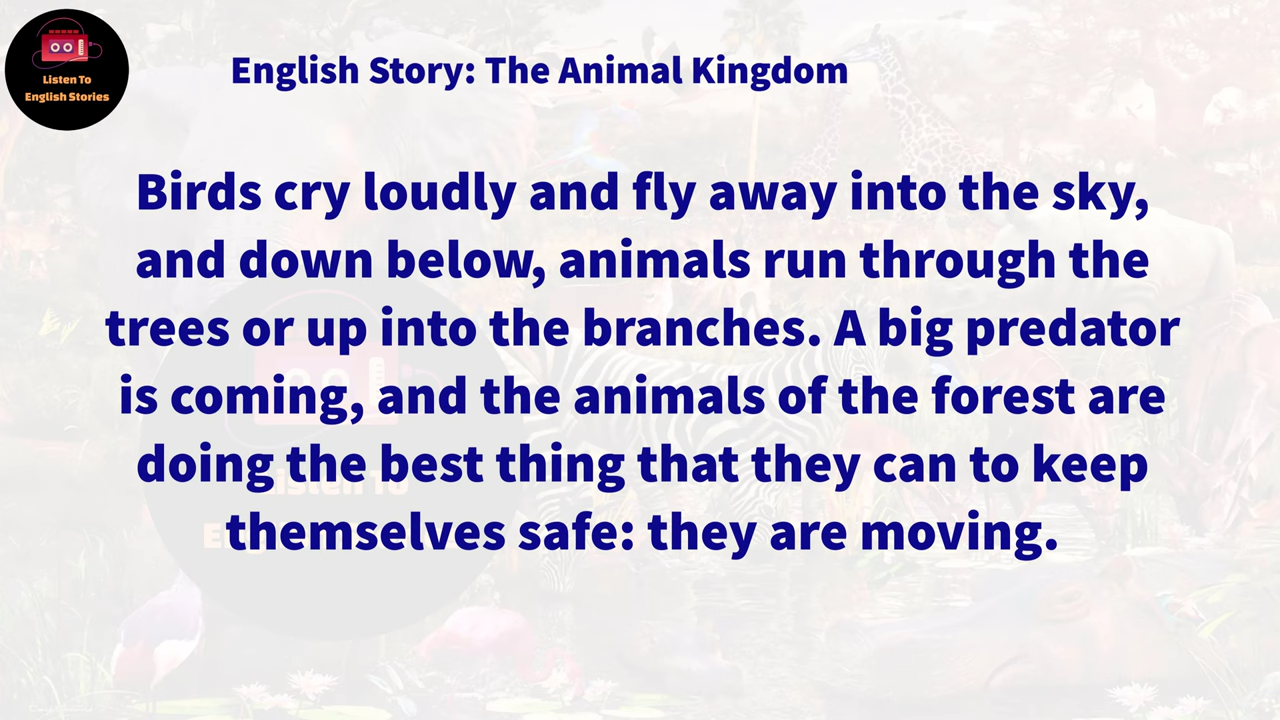 Listen To
English Stories
English Story: The Animal Kingdom
Birds cry loudly and fly away into the sky,
and down below, animals run through the
trees or up into the branches. A big predator
is coming, and the animals of the forest are
doing the best thing that they can to keep
themselves safe: they are moving.